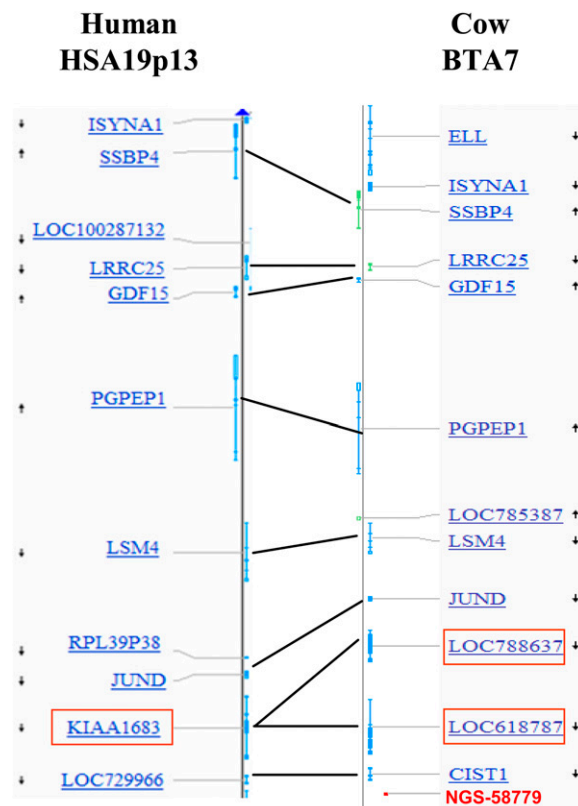 Human
HSA19p13
ISYNA1
SSBP4
LOC100287132
LRRC25
GDF15
PGPEP1
LSM4
RPL39P38
JUND
KIAA1683
LOC729966
Cow
BTA7
ELL
ISYNA1
SSBP4
LRRC25
GDF15
PGPEP1
LOC785387
LSM4
JUND
LOC788637
LOC618787
CIST1
NGS-58779